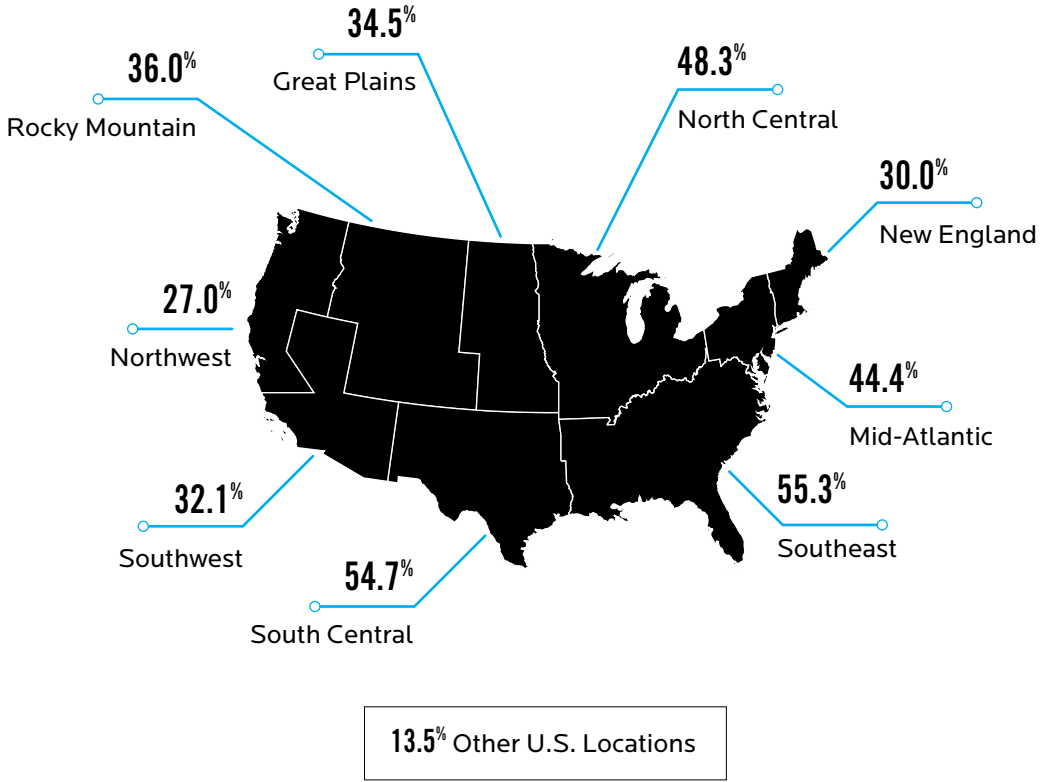 34.5%
Great Plains
36.0%
Rocky Mountain
48.3%
North Central
30.0%
New England
27.0%
Northwest
44.4%
Mid-Atlantic
32.1%
Southwest
55.3%
Southeast
54.7%
South Central
13.5% Other U.S. Locations